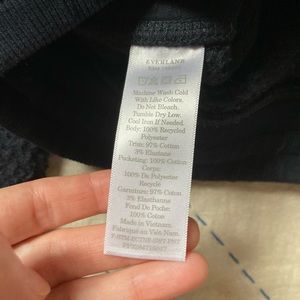 EVERLANE
Machine Wash Cold
With Like Colors.
Do Not Bleach.
Tumble Dry Low.
Cool Iron If Needed.
Body: 100% Recycled
Polyester
Trim: 97% Cotton
3% Elastane
Pocketing: 100% Cotton
Corps:
100% De Polyester
Recyclé
Garniture: 97% Coton
3% Élasthanne
Fond De Poche:
100% Coton
Made in Vietnam
Fabriqué au Viet Nam